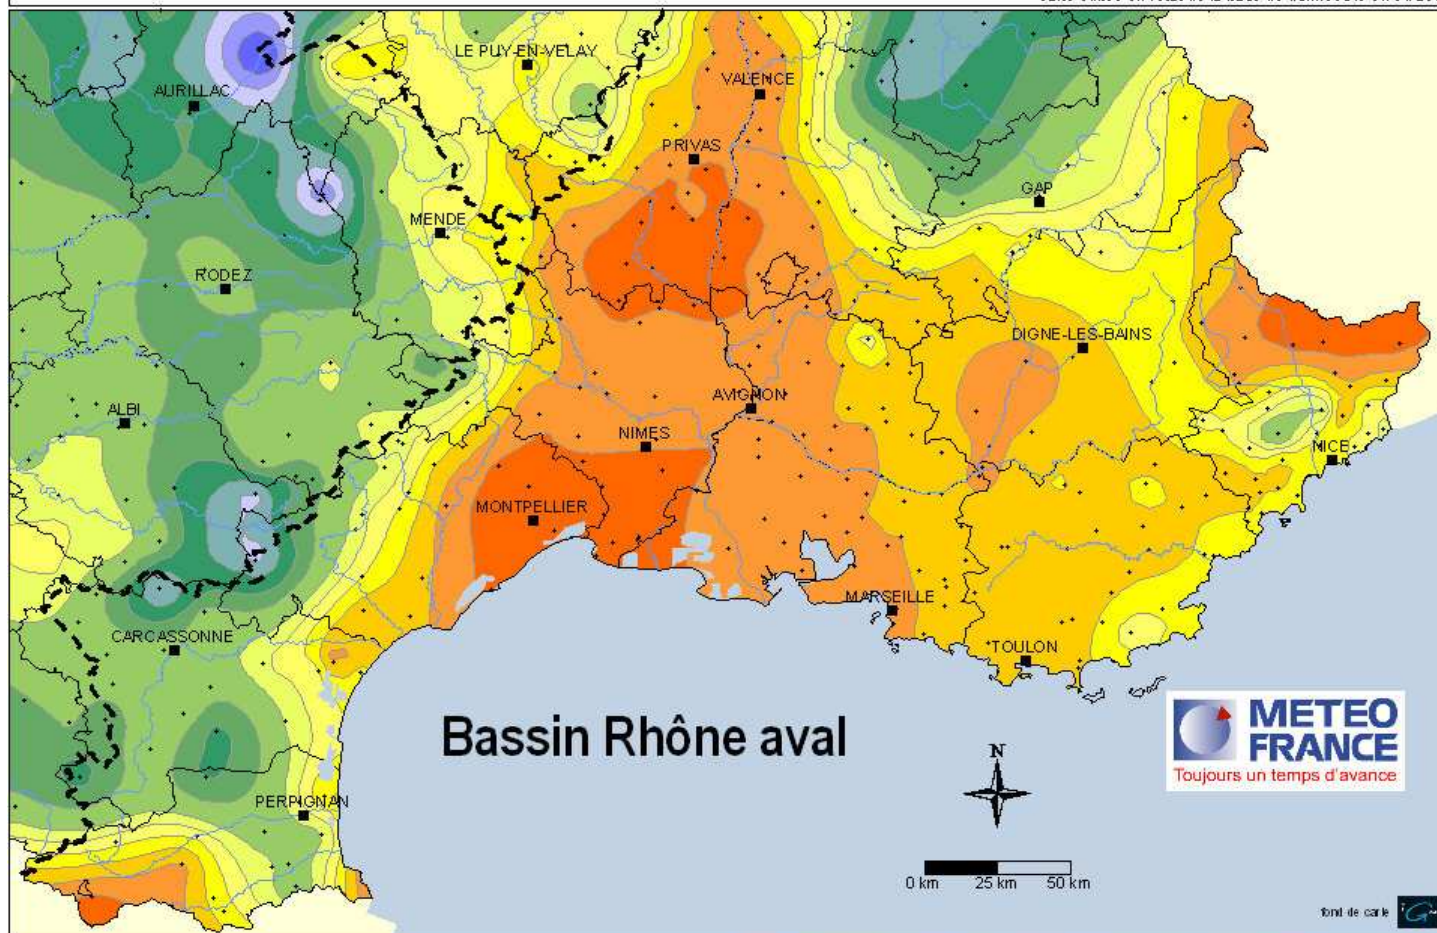 LE PUY-EN-VELAY
VALENCE
AURILLAC
PRIVAS
GAP
MENDE
RODEZ
DIGNE-LES-BAINS
ALBI
AVIGNON
NIMES
NICE
MONTPELLIER
MARSEILLE
CARCASSONNE
TOULON
Bassin Rhône aval
METEO
FRANCE
Toujours un temps d'avance
N
PERPIGNAN
0 km 25 km 50 km
fond de carte